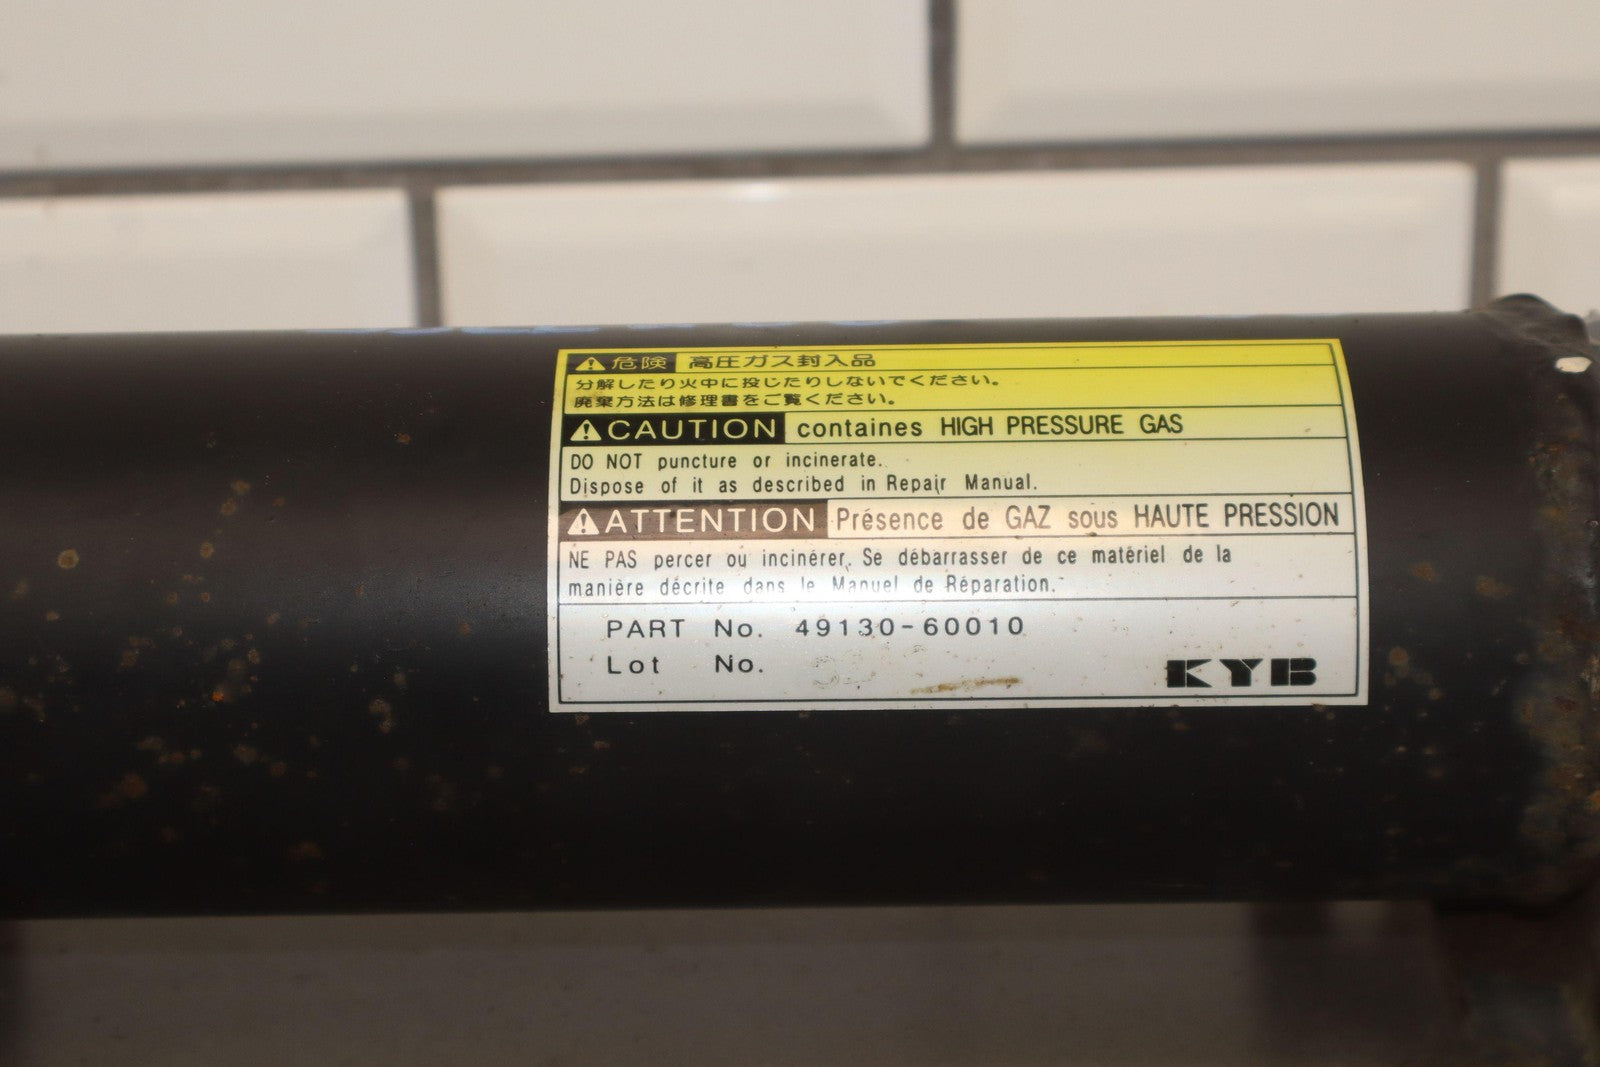 ⚠危険 高圧ガス封入品
分解したり火中に投じたりしないでください。
廃棄方法は修理書をご覧ください。
⚠CAUTION containes HIGH PRESSURE GAS
DO NOT puncture or incinerate.
Dispose of it as described in Repair Manual.
⚠ATTENTION Présence de GAZ sous HAUTE PRESSION
NE PAS percer ou incinérer. Se débarrasser de ce matériel de la
manière décrite dans le Manuel de Réparation.
PART No. 49130-60010
Lot No.
KYB